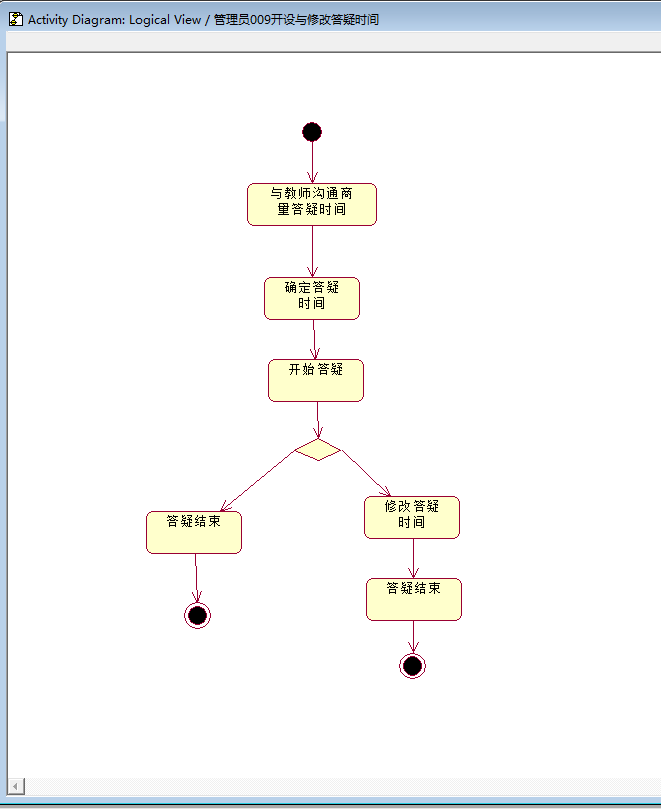 Activity Diagram: Logical View / 管理员009开设与修改答疑时间
与教师沟通商
量答疑时间
确定答疑
时间
开始答疑
修改答疑
时间
答疑结束
答疑结束